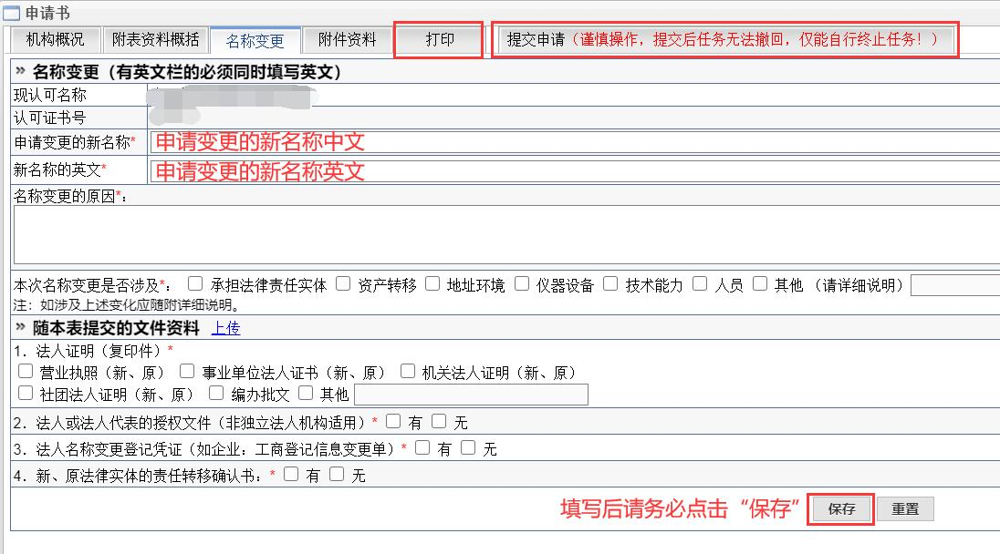 申请书
机构概况 附表资料概括 名称变更 附件资料 打印 提交申请（谨慎操作，提交后任务无法撤回，仅能自行终止任务！）
» 名称变更（有英文栏的必须同时填写英文）
现认可名称
认可证书号
申请变更的新名称* 申请变更的新名称中文
新名称的英文* 申请变更的新名称英文
名称变更的原因*：
本次名称变更是否涉及*： 承担法律责任实体 资产转移 地址环境 仪器设备 技术能力 人员 其他 （请详细说明）
注：如涉及上述变化应随附详细说明。
» 随本表提交的文件资料 上传
1．法人证明（复印件）*
营业执照（新、原） 事业单位法人证书（新、原） 机关法人证明（新、原）
社团法人证明（新、原） 编办批文 其他
2．法人或法人代表的授权文件（非独立法人机构适用）* 有 无
3．法人名称变更登记凭证（如企业：工商登记信息变更单）* 有 无
4．新、原法律实体的责任转移确认书：* 有 无
填写后请务必点击“保存” 保存 重置